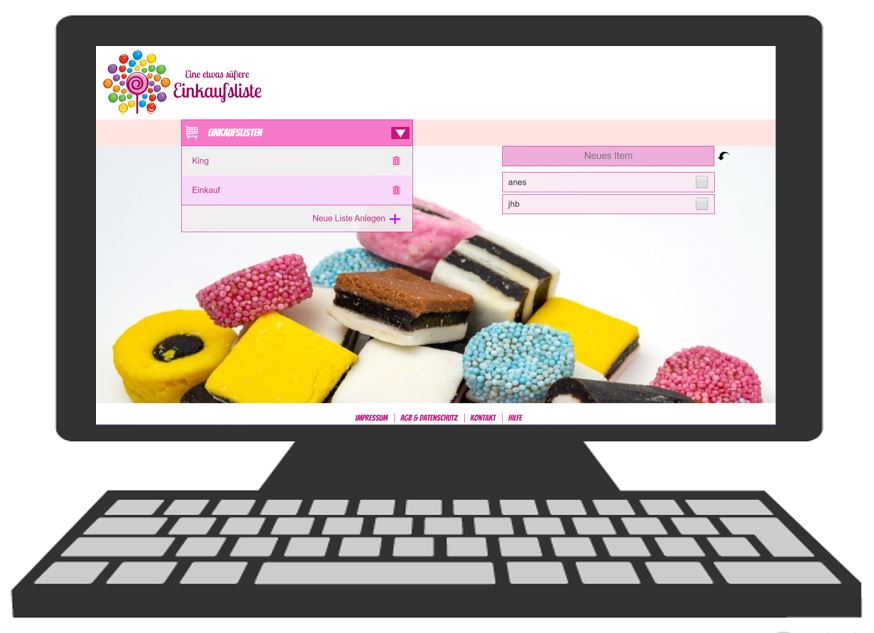 Eine etwas süßere
Einkaufsliste
EINKAUFSLISTEN
King
Einkauf
Neue Liste Anlegen
Neues Item
anes
jhb
IMPRESSUM | AGB & DATENSCHUTZ | KONTAKT | HILFE